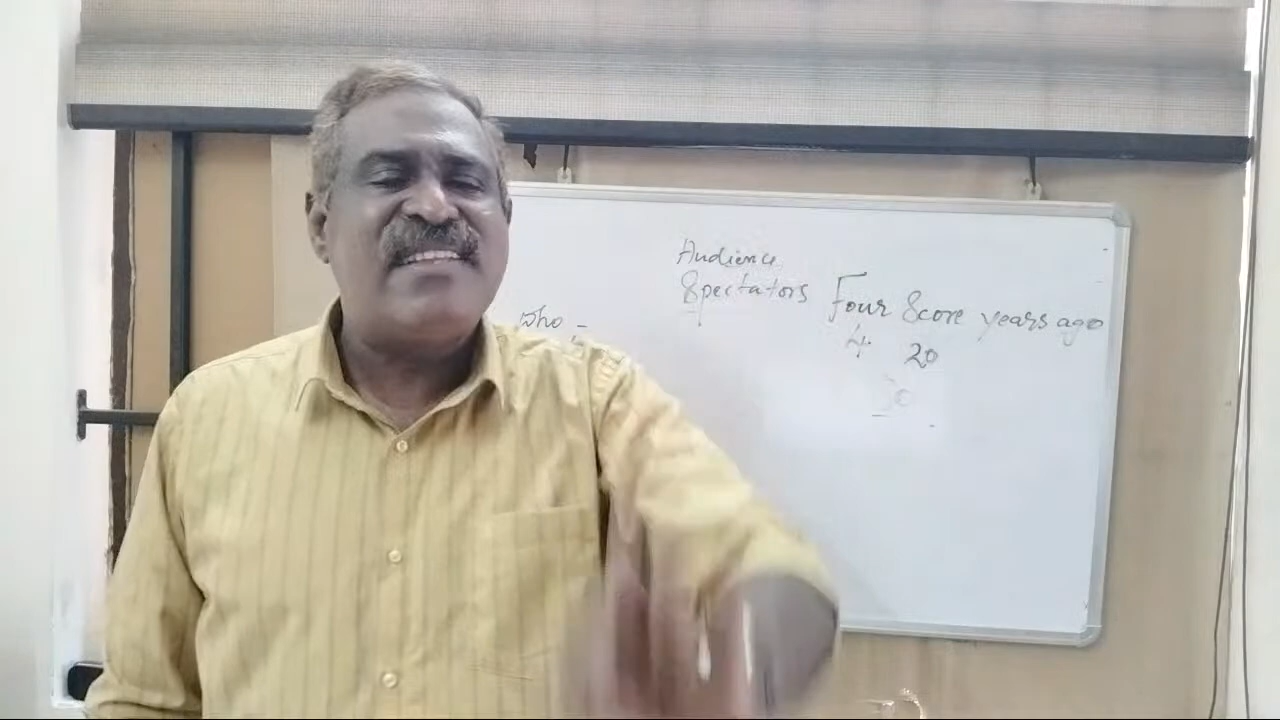 Audience
Spectators
Four Score years ago
4 20
who -